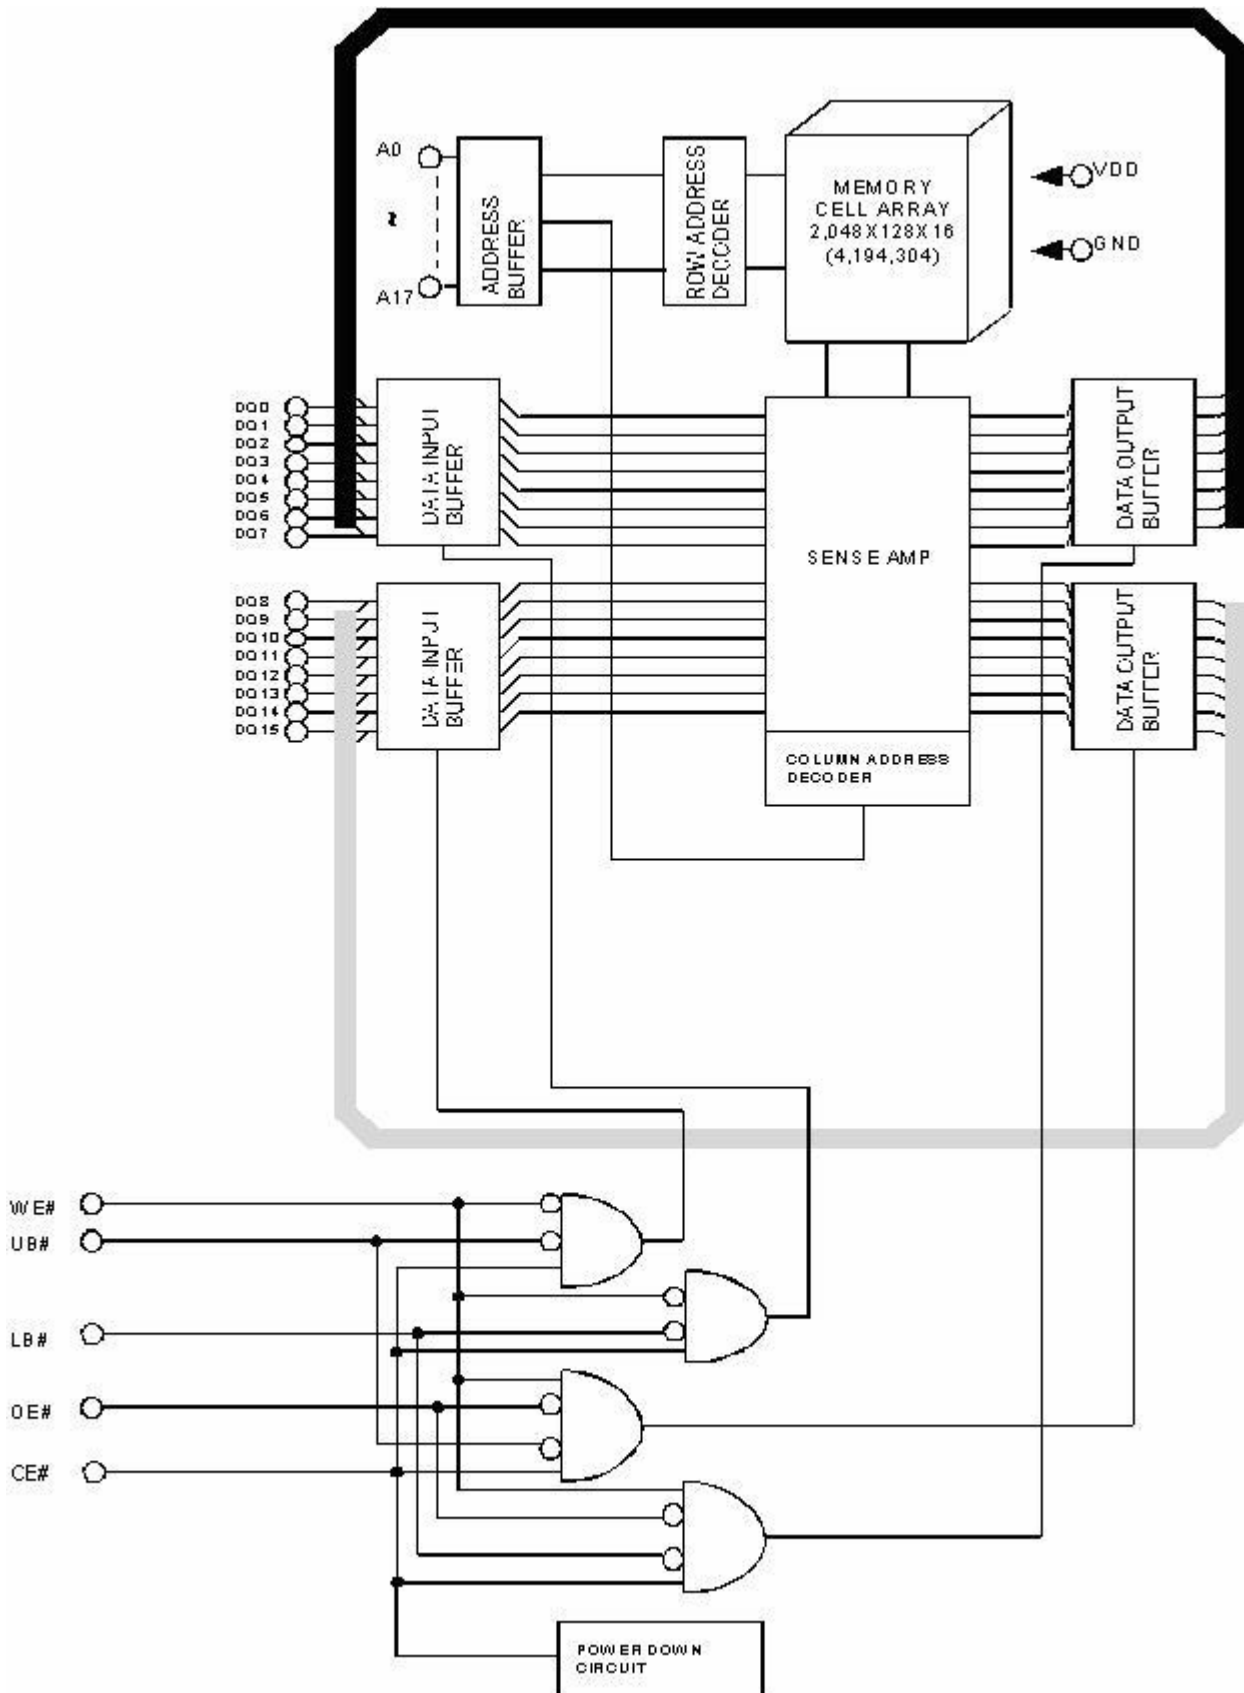 A0
~
A17
ADDRESS
BUFFER
ROW ADDRESS
DECODER
MEMORY
CELL ARRAY
2,048X128X16
(4,194,304)
VDD
GND
DQ0
DQ1
DQ2
DQ3
DQ4
DQ5
DQ6
DQ7
DATA INPUT
BUFFER
SENSE AMP
DATA OUTPUT
BUFFER
DQ8
DQ9
DQ10
DQ11
DQ12
DQ13
DQ14
DQ15
DATA INPUT
BUFFER
DATA OUTPUT
BUFFER
COLUMN ADDRESS
DECODER
WE#
UB#
LB#
OE#
CE#
POWER DOWN
CIRCUIT